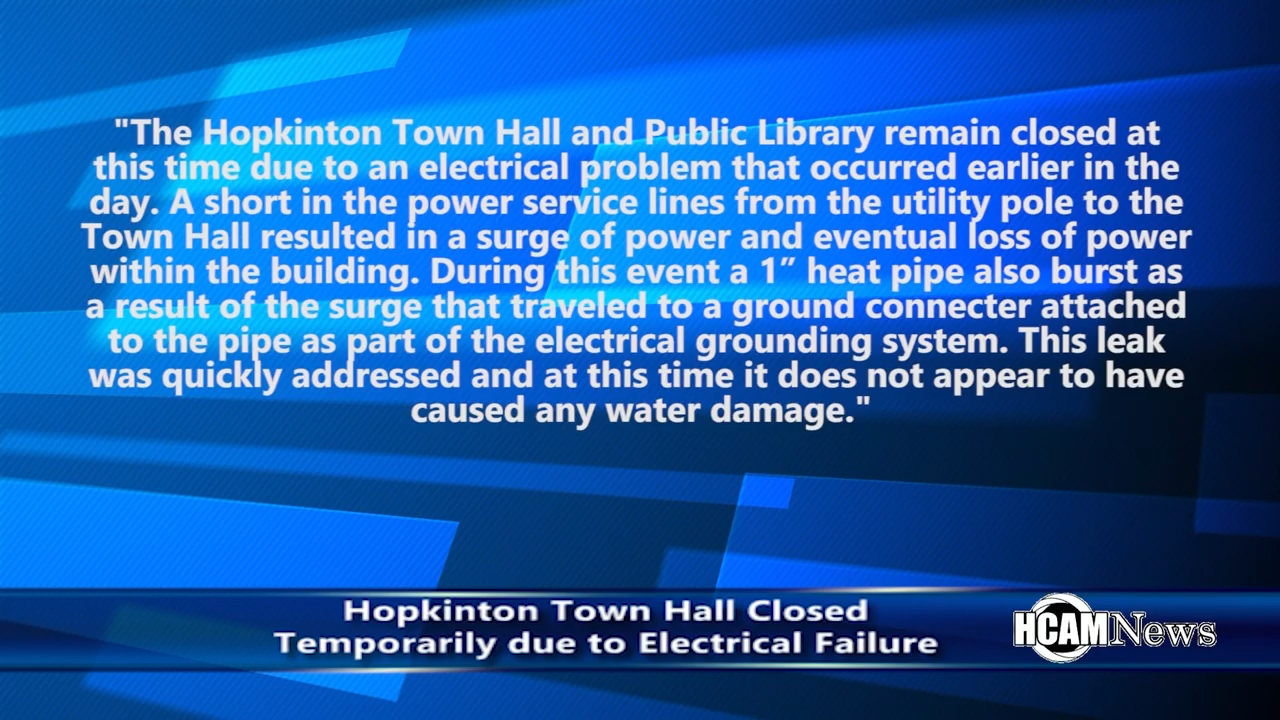 "The Hopkinton Town Hall and Public Library remain closed at
this time due to an electrical problem that occurred earlier in the
day. A short in the power service lines from the utility pole to the
Town Hall resulted in a surge of power and eventual loss of power
within the building. During this event a 1” heat pipe also burst as
a result of the surge that traveled to a ground connecter attached
to the pipe as part of the electrical grounding system. This leak
was quickly addressed and at this time it does not appear to have
caused any water damage."
Hopkinton Town Hall Closed
Temporarily due to Electrical Failure
HCAMNews